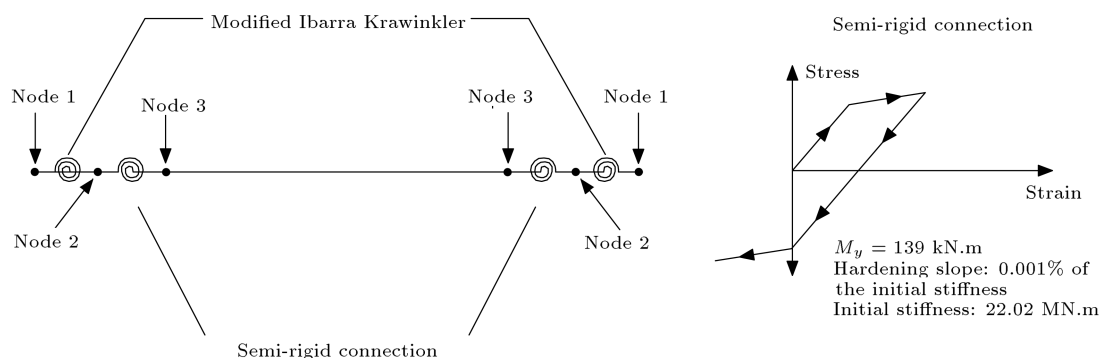 Modified Ibarra Krawinkler
Node 1
Node 3
Node 3
Node 1
Node 2
Node 2
Semi-rigid connection
Semi-rigid connection
Stress
Strain
M_y = 139 kN.m
Hardening slope: 0.001% of
the initial stiffness
Initial stiffness: 22.02 MN.m